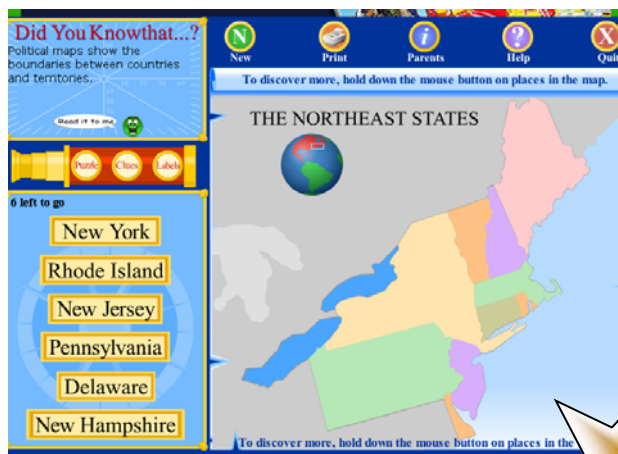 Did You Knowthat...?
Political maps show the
boundaries between countries
and territories.
Read it to me
N
i
?
X
New
Print
Parents
Help
Quit
To discover more, hold down the mouse button on places in the map.
THE NORTHEAST STATES
Puzzle
Clues
Labels
6 left to go
New York
Rhode Island
New Jersey
Pennsylvania
Delaware
New Hampshire
To discover more, hold down the mouse button on places in the